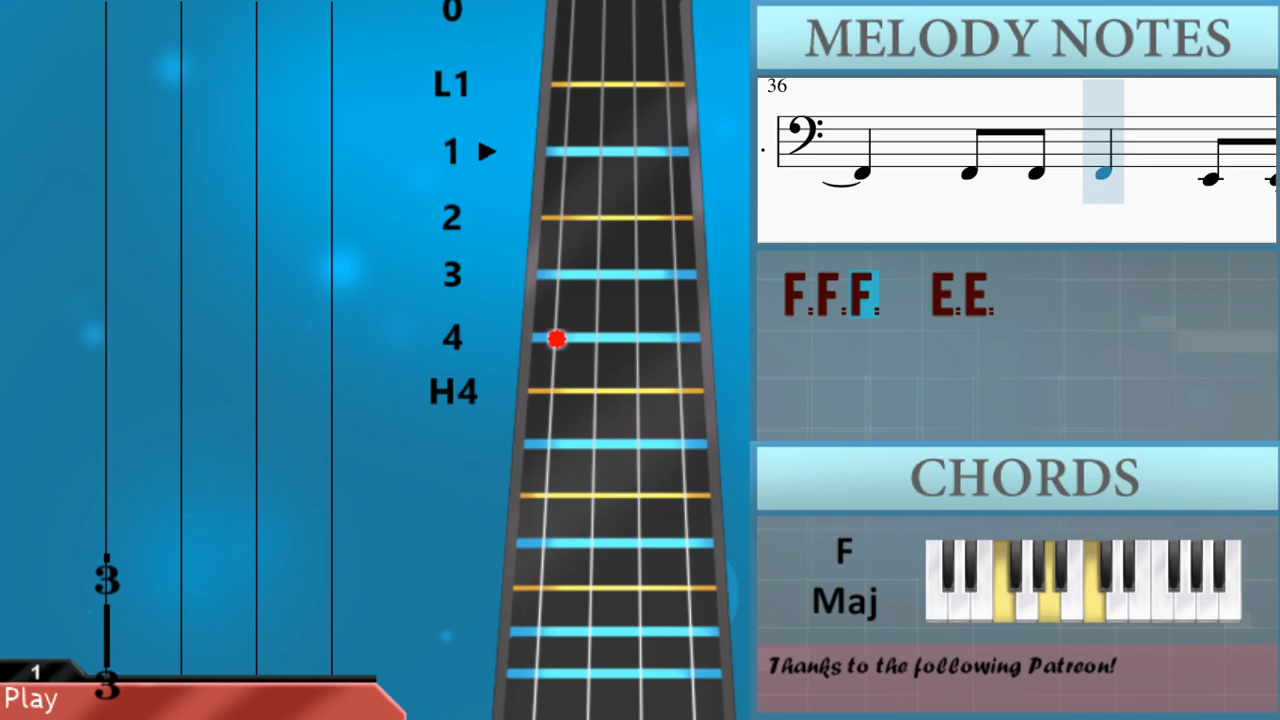 0
L1
1
2
3
4
H4
3
3
1
Play
MELODY NOTES
36
F. F. F. E. E.
CHORDS
F
Maj
Thanks to the following Patreon!